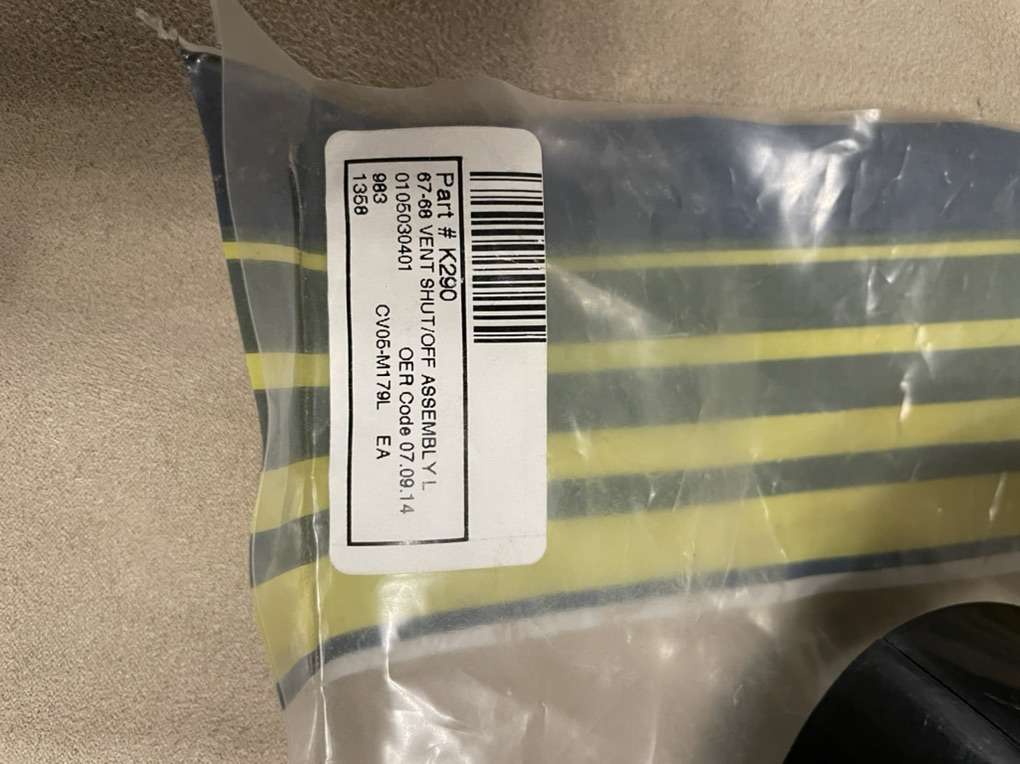 Part # K290
67-68 VENT SHUT/OFF ASSEMBLY L
0105030401 OER Code 07.09.14
983 CV05-M179L EA
1358